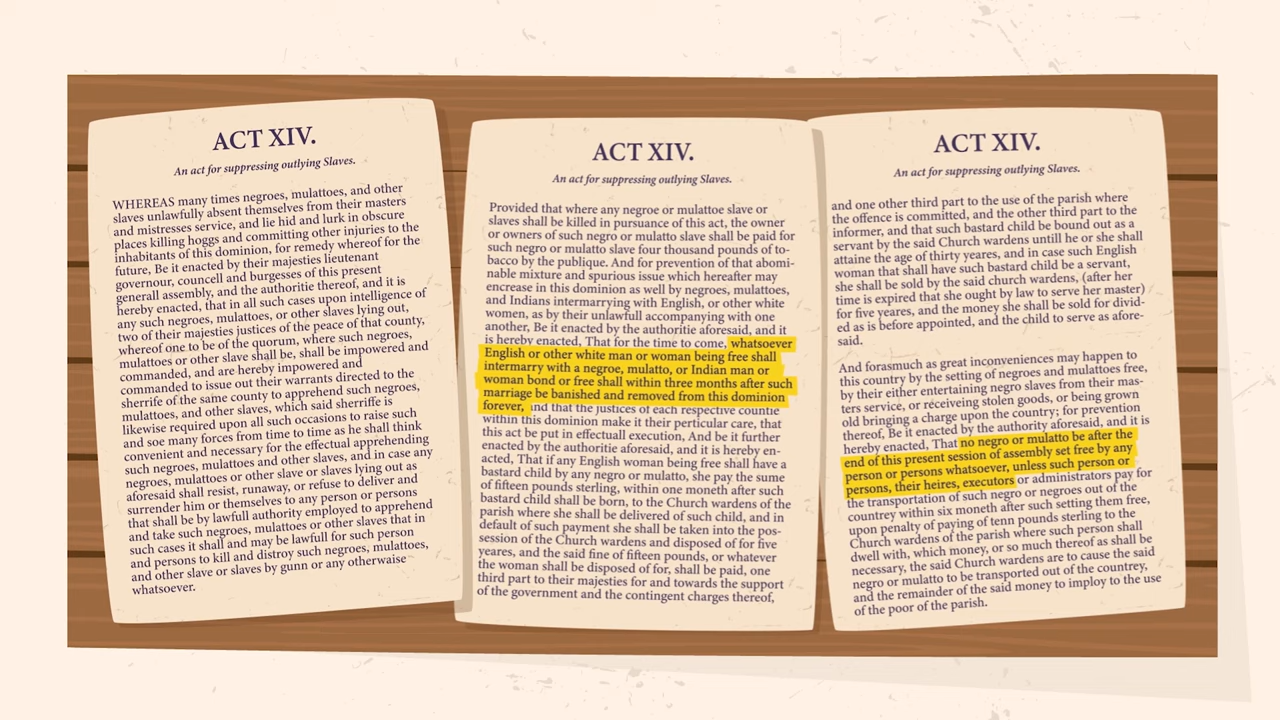 ACT XIV.
An act for suppressing outlying Slaves.
WHEREAS many times negroes, mulattoes, and other
slaves unlawfully absent themselves from their masters
and mistresses service, and lie hid and lurk in obscure
places killing hoggs and committing other injuries to the
inhabitants of this dominion, for remedy whereof for the
future, Be it enacted by their majesties lieutenant
governour, councell and burgesses of this present
generall assembly, and the authoritie thereof, and it is
hereby enacted, that in all such cases upon intelligence of
any such negroes, mulattoes, or other slaves lying out,
two of their majesties justices of the peace of that county,
whereof one to be of the quorum, where such negroes,
mulattoes or other slave shall be, shall be impowered and
commanded, and are hereby impowered and
commanded to issue out their warrants directed to the
sherrife of the same county to apprehend such negroes,
mulattoes, and other slaves, which said sherriffe is
likewise required upon all such occasions to raise such
and soe many forces from time to time as he shall think
convenient and necessary for the effectual apprehending
such negroes, mulattoes and other slaves, and in case any
negroes, mulattoes or other slave or slaves lying out as
aforesaid shall resist, runaway, or refuse to deliver and
surrender him or themselves to any person or persons
that shall be by lawfull authority employed to apprehend
and take such negroes, mulattoes or other slaves that in
such cases it shall and may be lawfull for such person
and persons to kill and distroy such negroes, mulattoes,
and other slave or slaves by gunn or any otherwaise
whatsoever.
ACT XIV.
An act for suppressing outlying Slaves.
Provided that where any negroe or mulattoe slave or
slaves shall be killed in pursuance of this act, the owner
or owners of such negro or mulatto slave shall be paid for
such negro or mulatto slave four thousand pounds of to-
bacco by the publique. And for prevention of that abomi-
nable mixture and spurious issue which hereafter may
encrease in this dominion as well by negroes, mulattoes,
and Indians intermarrying with English, or other white
women, as by their unlawfull accompanying with one
another, Be it enacted by the authoritie aforesaid, and it
is hereby enacted, That for the time to come, whatsoever
English or other white man or woman being free shall
intermarry with a negroe, mulatto, or Indian man or
woman bond or free shall within three months after such
marriage be banished and removed from this dominion
forever, and that the justices of each respective countie
within this dominion make it their perticular care, that
this act be put in effectuall execution, And be it further
enacted by the authoritie aforesaid, and it is hereby en-
acted, That if any English woman being free shall have a
bastard child by any negro or mulatto, she pay the sume
of fifteen pounds sterling, within one moneth after such
bastard child shall be born, to the Church wardens of the
parish where she shall be delivered of such child, and in
default of such payment she shall be taken into the pos-
session of the Church wardens and disposed of for five
yeares, and the said fine of fifteen pounds, or whatever
the woman shall be disposed of for, shall be paid, one
third part to their majesties for and towards the support
of the government and the contingent charges thereof,
ACT XIV.
An act for suppressing outlying Slaves.
and one other third part to the use of the parish where
the offence is committed, and the other third part to the
informer, and that such bastard child be bound out as a
servant by the said Church wardens untill he or she shall
attaine the age of thirty yeares, and in case such English
woman that shall have such bastard child be a servant,
she shall be sold by the said church wardens, (after her
time is expired that she ought by law to serve her master)
for five yeares, and the money she shall be sold for divid-
ed as is before appointed, and the child to serve as afore-
said.
And forasmuch as great inconveniences may happen to
this country by the setting of negroes and mulattoes free,
by their either entertaining negro slaves from their mas-
ters service, or receiving stolen goods, or being grown
old bringing a charge upon the country; for prevention
thereof, Be it enacted by the authority aforesaid, and it is
hereby enacted, That no negro or mulatto be after the
end of this present session of assembly set free by any
person or persons whatsoever, unless such person or
persons, their heires, executors or administrators pay for
the transportation of such negro or negroes out of the
countrey within six moneth after such setting them free,
upon penalty of paying of tenn pounds sterling to the
Church wardens of the parish where such person shall
dwell with, which money, or so much thereof as shall be
necessary, the said Church wardens are to cause the said
negro or mulatto to be transported out of the countrey,
and the remainder of the said money to imploy to the use
of the poor of the parish.